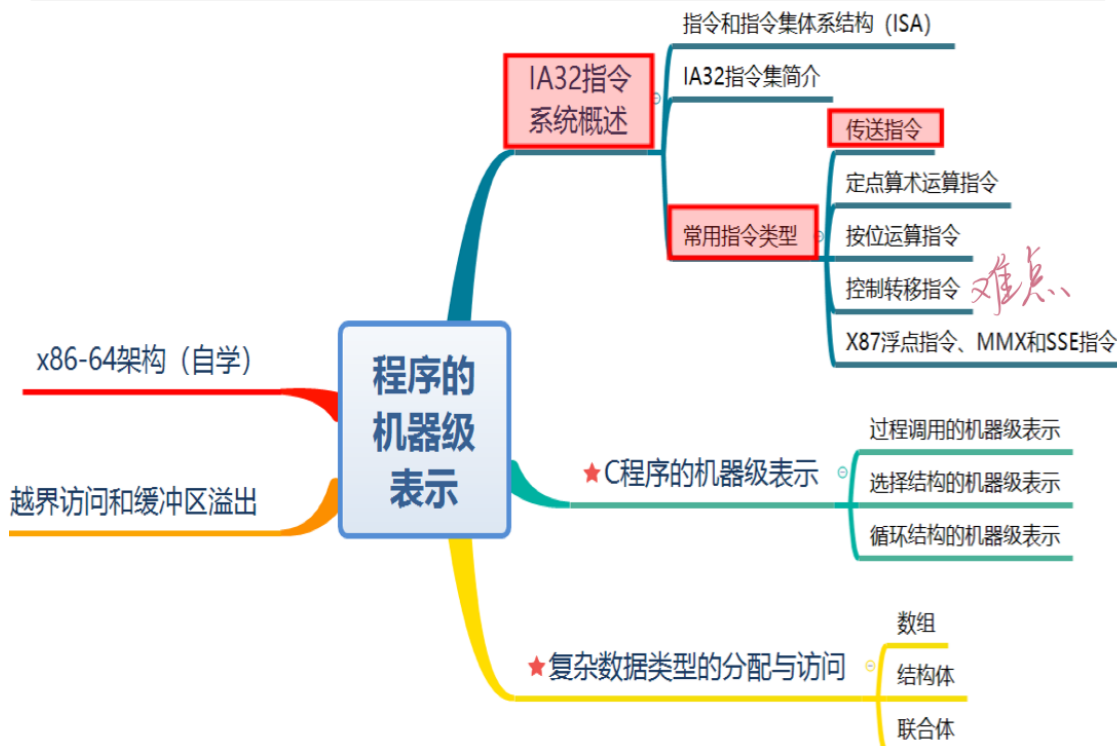 指令和指令集体系结构（ISA）
IA32指令
系统概述
IA32指令集简介
传送指令
定点算术运算指令
常用指令类型
按位运算指令
控制转移指令 难点、
X87浮点指令、MMX和SSE指令
x86-64架构（自学）
程序的
机器级
表示
越界访问和缓冲区溢出
★C程序的机器级表示
过程调用的机器级表示
选择结构的机器级表示
循环结构的机器级表示
★复杂数据类型的分配与访问
数组
结构体
联合体